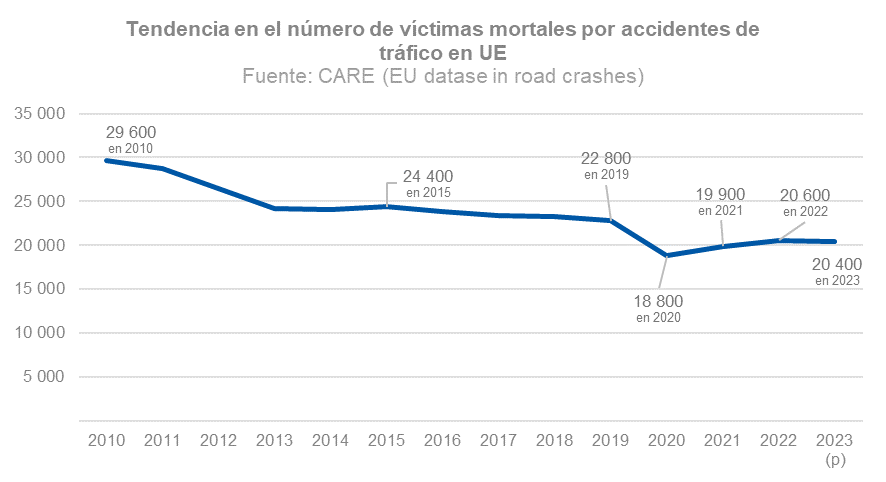 Tendencia en el número de víctimas mortales por accidentes de
tráfico en UE
Fuente: CARE (EU datase in road crashes)
35 000
30 000
25 000
20 000
15 000
10 000
5 000
29 600
en 2010
24 400
en 2015
22 800
en 2019
18 800
en 2020
19 900
en 2021
20 600
en 2022
20 400
en 2023
2010 2011 2012 2013 2014 2015 2016 2017 2018 2019 2020 2021 2022 2023
(p)